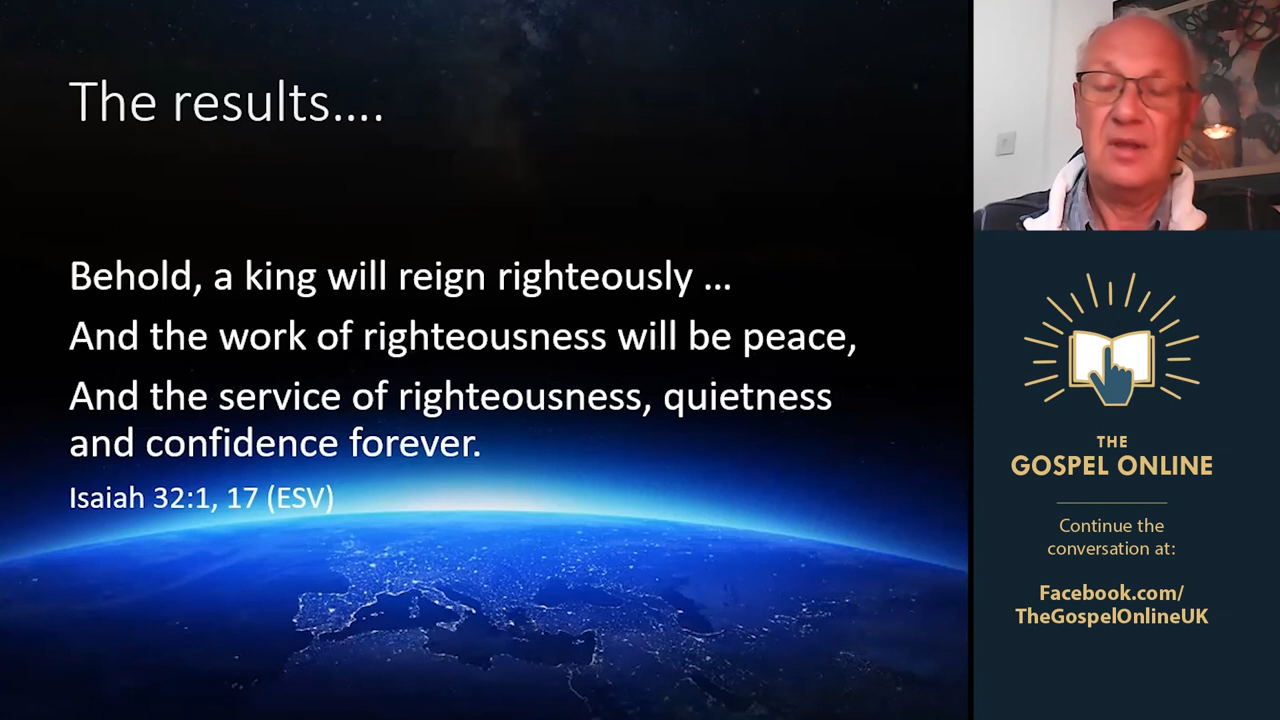 The results....
Behold, a king will reign righteously ...
And the work of righteousness will be peace,
And the service of righteousness, quietness
and confidence forever.
Isaiah 32:1, 17 (ESV)
THE
GOSPEL ONLINE
Continue the
conversation at:
Facebook.com/
TheGospelOnlineUK